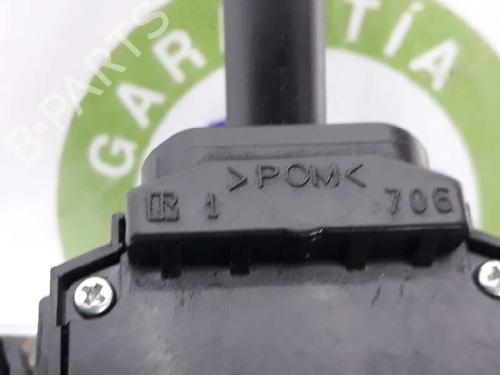 GARANTÍA
B-PARTS
>POM<
R 1 706